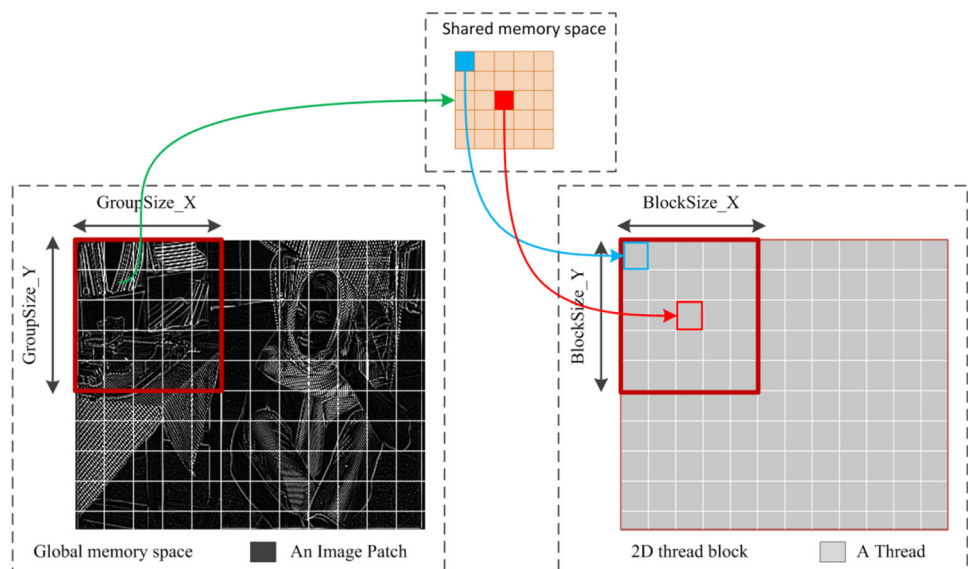 Shared memory space
GroupSize_X
BlockSize_X
GroupSize_Y
BlockSize_Y
Global memory space
An Image Patch
2D thread block
A Thread